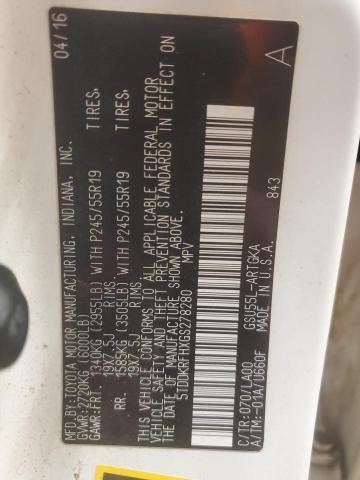 MFD.BY:TOYOTA MOTOR MANUFACTURING, INDIANA, INC. 04/16
GVWR:2720KG(6000LB)
GAWR:FRT. 1340KG(2955LB) WITH P245/55R19 TIRES,
19X7.5J RIMS
RR. 1585KG(3505LB) WITH P245/55R19 TIRES,
19X7.5J RIMS
THIS VEHICLE CONFORMS TO ALL APPLICABLE FEDERAL MOTOR
VEHICLE SAFETY AND THEFT PREVENTION STANDARDS IN EFFECT ON
THE DATE OF MANUFACTURE SHOWN ABOVE.
5TDDKRFHXGS278280 MPV
A
C/TR:070/LA00 GSU55L-ARTGKA 843
A/TM:-01A/U660F MADE IN U.S.A.